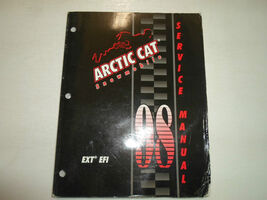 ARCTIC CAT
Snowmobile
SERVICE MANUAL
98
EXT® EFI